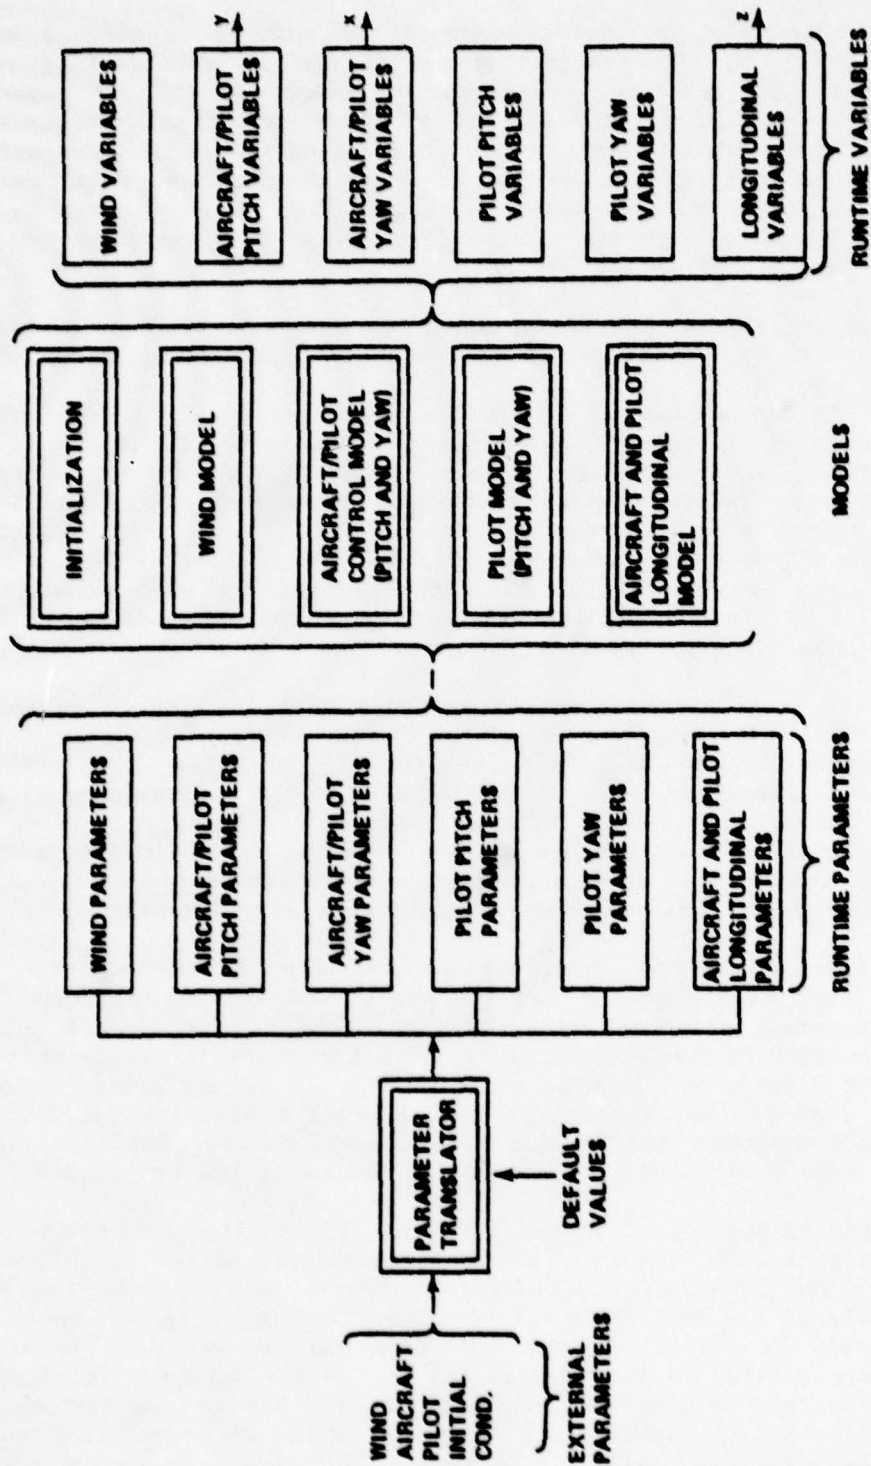 WIND
AIRCRAFT
PILOT
INITIAL
COND.
EXTERNAL
PARAMETERS
PARAMETER
TRANSLATOR
DEFAULT
VALUES
WIND PARAMETERS
AIRCRAFT/PILOT
PITCH PARAMETERS
AIRCRAFT/PILOT
YAW PARAMETERS
PILOT PITCH
PARAMETERS
PILOT YAW
PARAMETERS
AIRCRAFT AND PILOT
LONGITUDINAL
PARAMETERS
RUNTIME PARAMETERS
INITIALIZATION
WIND MODEL
AIRCRAFT/PILOT
CONTROL MODEL
(PITCH AND YAW)
PILOT MODEL
(PITCH AND YAW)
AIRCRAFT AND PILOT
LONGITUDINAL
MODEL
MODELS
WIND VARIABLES
AIRCRAFT/PILOT
PITCH VARIABLES
Y
AIRCRAFT/PILOT
YAW VARIABLES
X
PILOT PITCH
VARIABLES
PILOT YAW
VARIABLES
LONGITUDINAL
VARIABLES
Z
RUNTIME VARIABLES